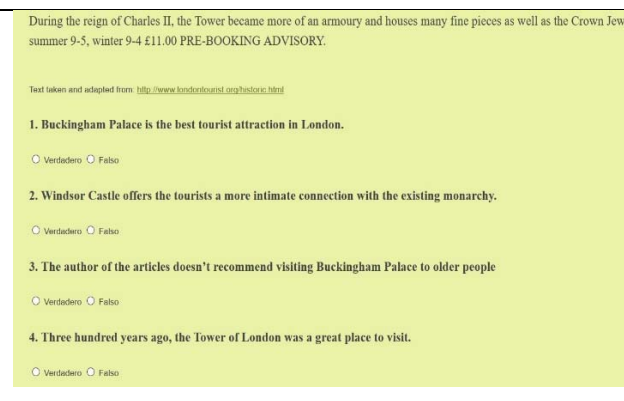 During the reign of Charles II, the Tower became more of an armoury and houses many fine pieces as well as the Crown Jew
summer 9-5, winter 9-4 £11.00 PRE-BOOKING ADVISORY.
Text taken and adapted from: http://www.londontourist.org/historic.html
1. Buckingham Palace is the best tourist attraction in London.
Verdadero Falso
2. Windsor Castle offers the tourists a more intimate connection with the existing monarchy.
Verdadero Falso
3. The author of the articles doesn't recommend visiting Buckingham Palace to older people
Verdadero Falso
4. Three hundred years ago, the Tower of London was a great place to visit.
Verdadero Falso